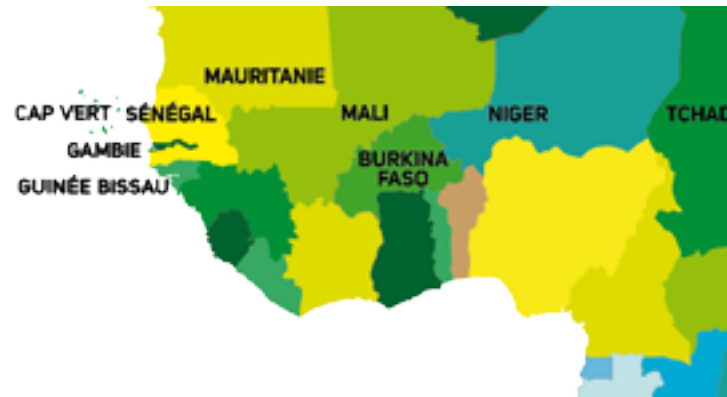 MAURITANIE
CAP VERT
SÉNÉGAL
MALI
NIGER
TCHAD
GAMBIE
BURKINA
FASO
GUINÉE BISSAU